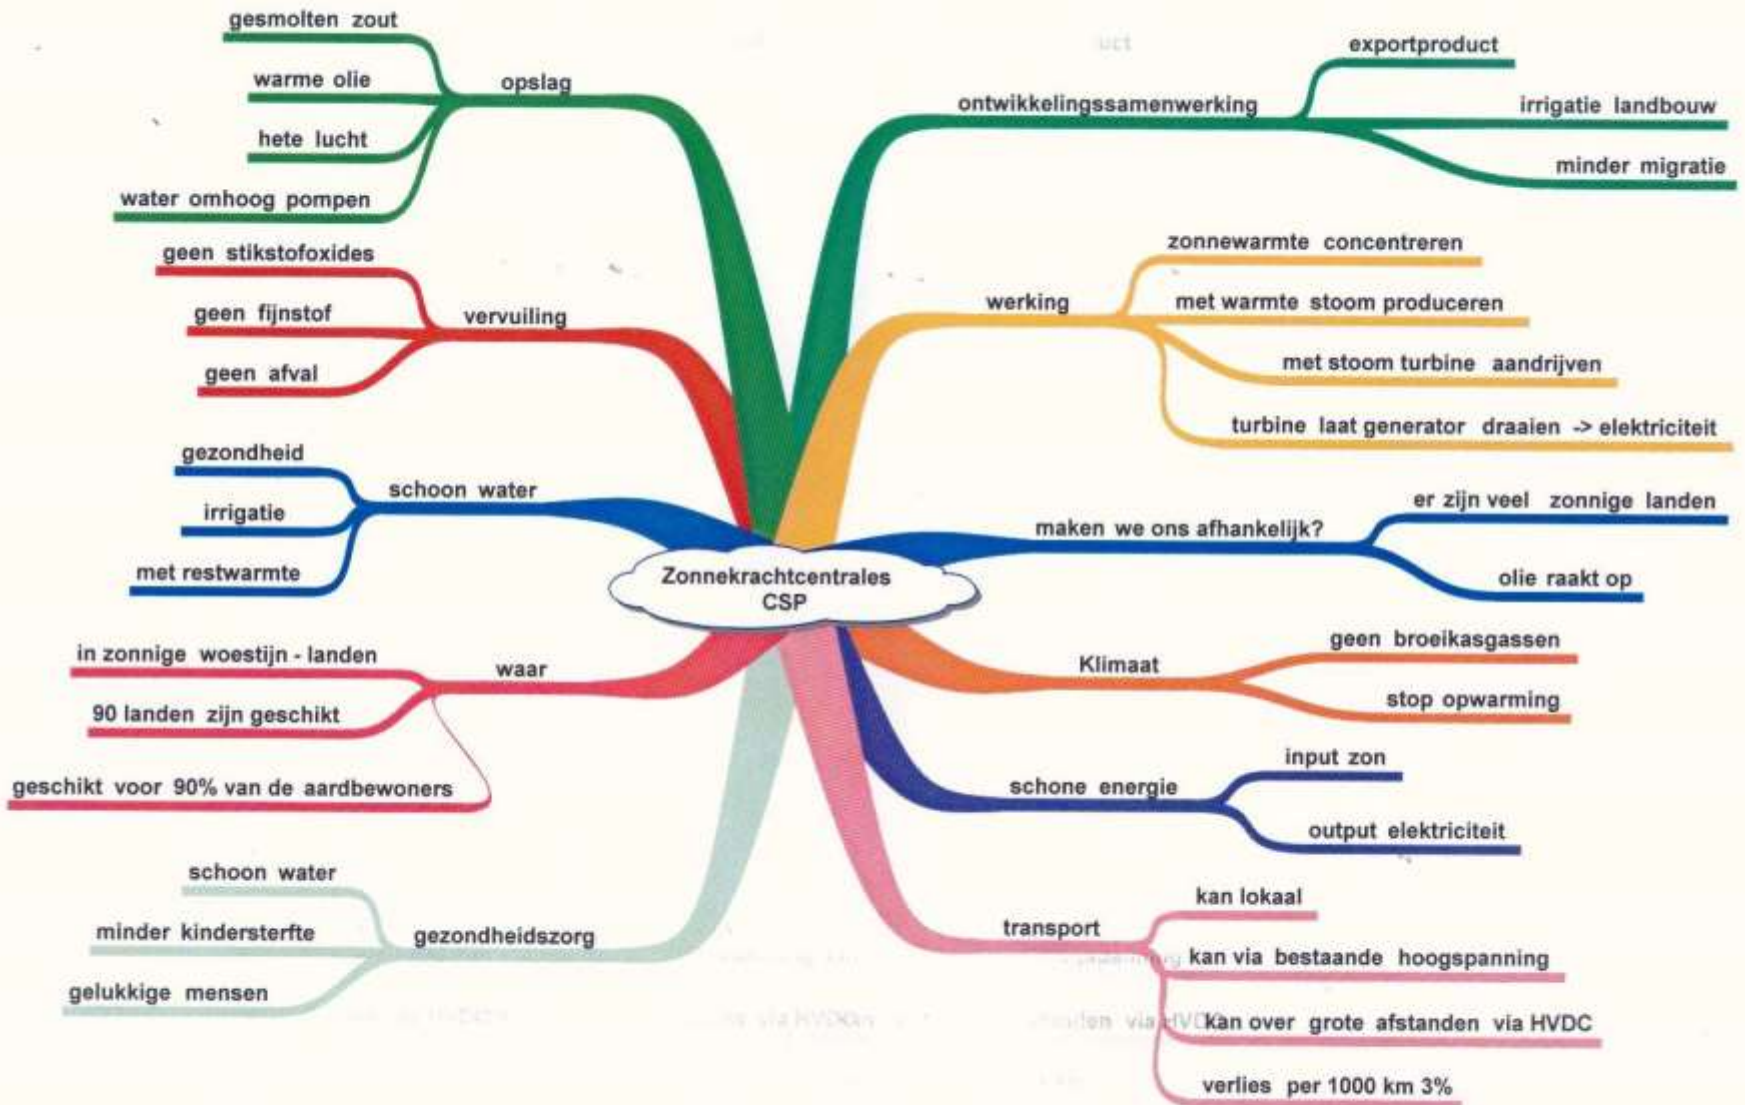 gesmolten zout
warme olie
hete lucht
water omhoog pompen
opslag
geen stikstofoxides
geen fijnstof
geen afval
vervuiling
gezondheid
irrigatie
met restwarmte
schoon water
in zonnige woestijn - landen
90 landen zijn geschikt
geschikt voor 90% van de aardbewoners
waar
schoon water
minder kindersterfte
gelukkige mensen
gezondheidszorg
Zonnekrachtcentrales
CSP
ontwikkelingssamenwerking
exportproduct
irrigatie landbouw
minder migratie
werking
zonnewarmte concentreren
met warmte stoom produceren
met stoom turbine aandrijven
turbine laat generator draaien -> elektriciteit
maken we ons afhankelijk?
er zijn veel zonnige landen
olie raakt op
Klimaat
geen broeikasgassen
stop opwarming
schone energie
input zon
output elektriciteit
transport
kan lokaal
kan via bestaande hoogspanning
kan over grote afstanden via HVDC
verlies per 1000 km 3%